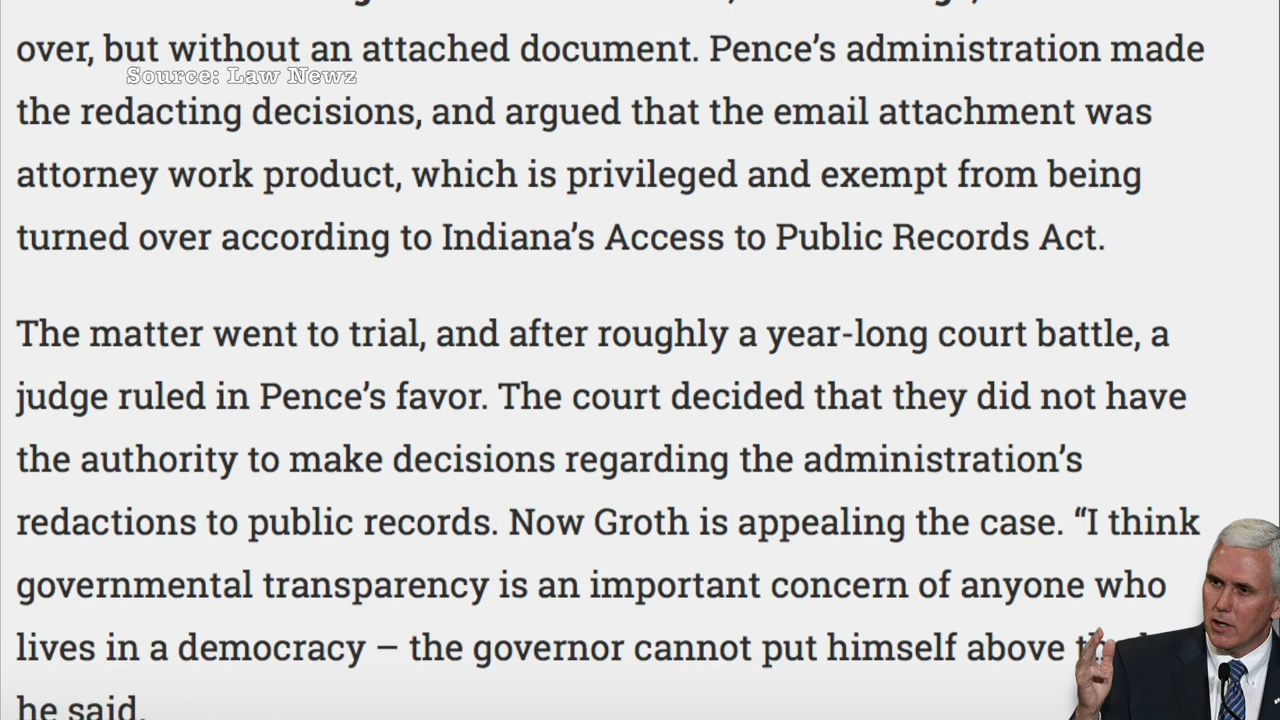 over, but without an attached document. Pence’s administration made
Source: Law Newz
the redacting decisions, and argued that the email attachment was
attorney work product, which is privileged and exempt from being
turned over according to Indiana’s Access to Public Records Act.
The matter went to trial, and after roughly a year-long court battle, a
judge ruled in Pence’s favor. The court decided that they did not have
the authority to make decisions regarding the administration’s
redactions to public records. Now Groth is appealing the case. “I think
governmental transparency is an important concern of anyone who
lives in a democracy – the governor cannot put himself above
he said.